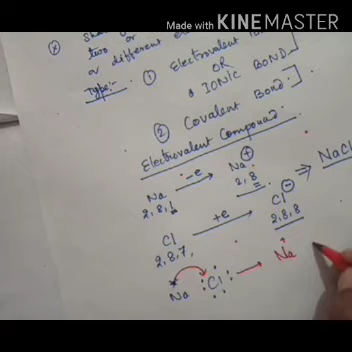 Made with KINEMASTER
two or
or different
Type:- ① Electrovalent
OR
IONIC BOND
② Covalent Bond.
Electrovalent Compound
Na -e Na +
2,8,1 2,8
Cl +e Cl -
2,8,7, 2,8,8
⇒ NaCl
Na Cl → Na